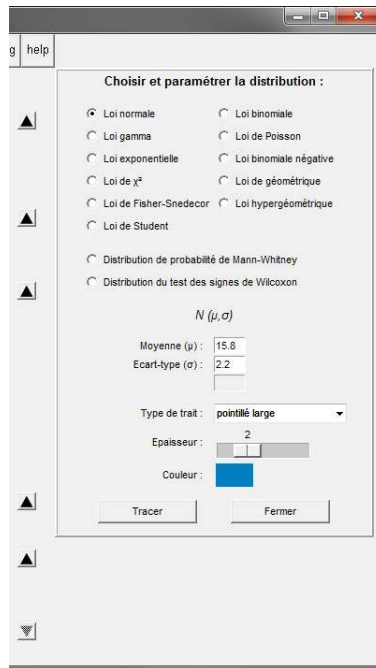 g help
Choisir et paramétrer la distribution :
Loi normale Loi binomiale
Loi gamma Loi de Poisson
Loi exponentielle Loi binomiale négative
Loi de χ² Loi de géométrique
Loi de Fisher-Snedecor Loi hypergéométrique
Loi de Student
Distribution de probabilité de Mann-Whitney
Distribution du test des signes de Wilcoxon
N (μ,σ)
Moyenne (μ) : 15.8
Ecart-type (σ) : 2.2
Type de trait : pointillé large
2
Epaisseur :
Couleur :
Tracer Fermer